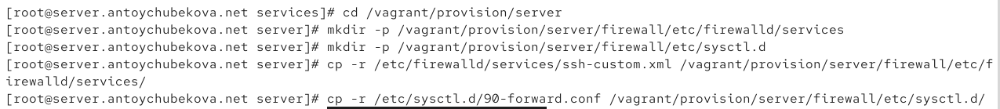 [root@server.antoychubekova.net services]# cd /vagrant/provision/server
[root@server.antoychubekova.net server]# mkdir -p /vagrant/provision/server/firewall/etc/firewalld/services
[root@server.antoychubekova.net server]# mkdir -p /vagrant/provision/server/firewall/etc/sysctl.d
[root@server.antoychubekova.net server]# cp -r /etc/firewalld/services/ssh-custom.xml /vagrant/provision/server/firewall/etc/f
irewalld/services/
[root@server.antoychubekova.net server]# cp -r /etc/sysctl.d/90-forward.conf /vagrant/provision/server/firewall/etc/sysctl.d/